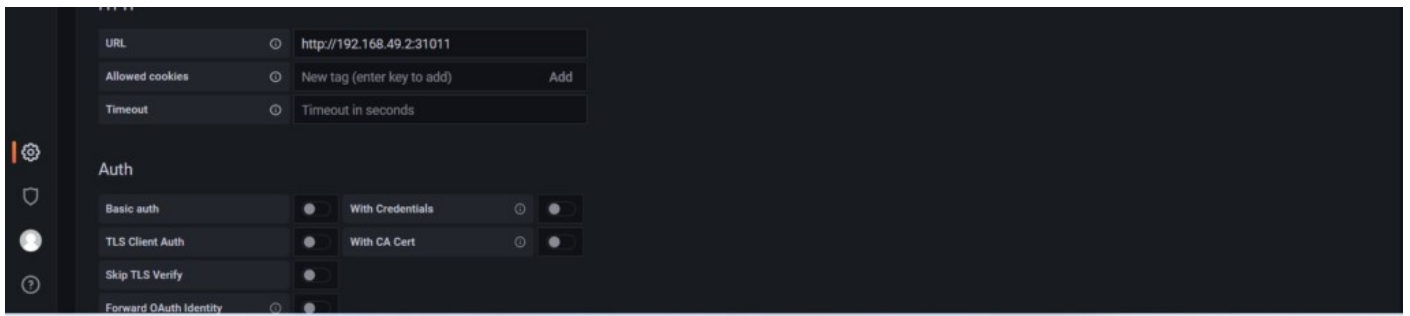 URL http://192.168.49.2:31011
Allowed cookies New tag (enter key to add) Add
Timeout Timeout in seconds
Auth
Basic auth With Credentials
TLS Client Auth With CA Cert
Skip TLS Verify
Forward OAuth Identity